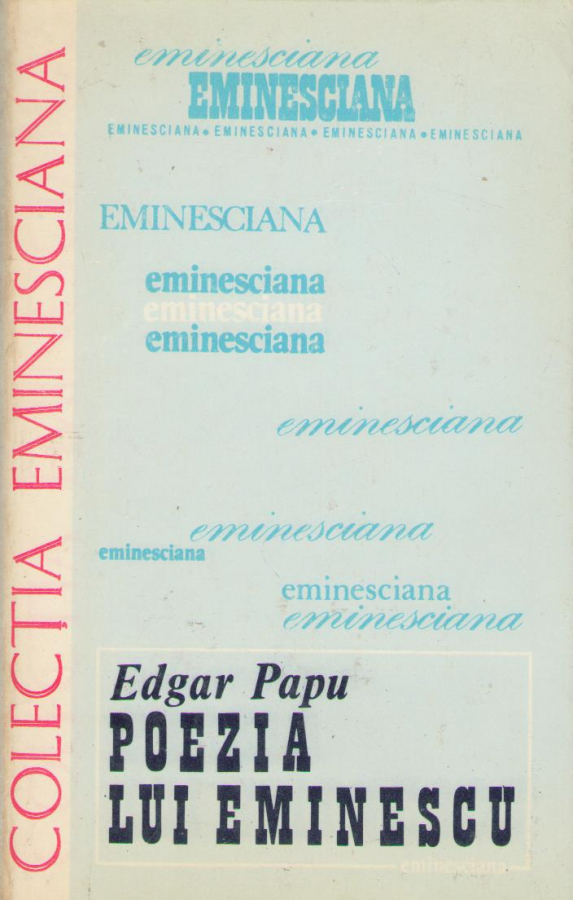 COLECȚIA EMINESCIANA
eminesciana
EMINESCIANA
EMINESCIANA • EMINESCIANA • EMINESCIANA • EMINESCIANA
EMINESCIANA
eminesciana
eminesciana
eminesciana
eminesciana
eminesciana
eminesciana
eminesciana
eminesciana
Edgar Papu
POEZIA
LUI EMINESCU
eminesciana